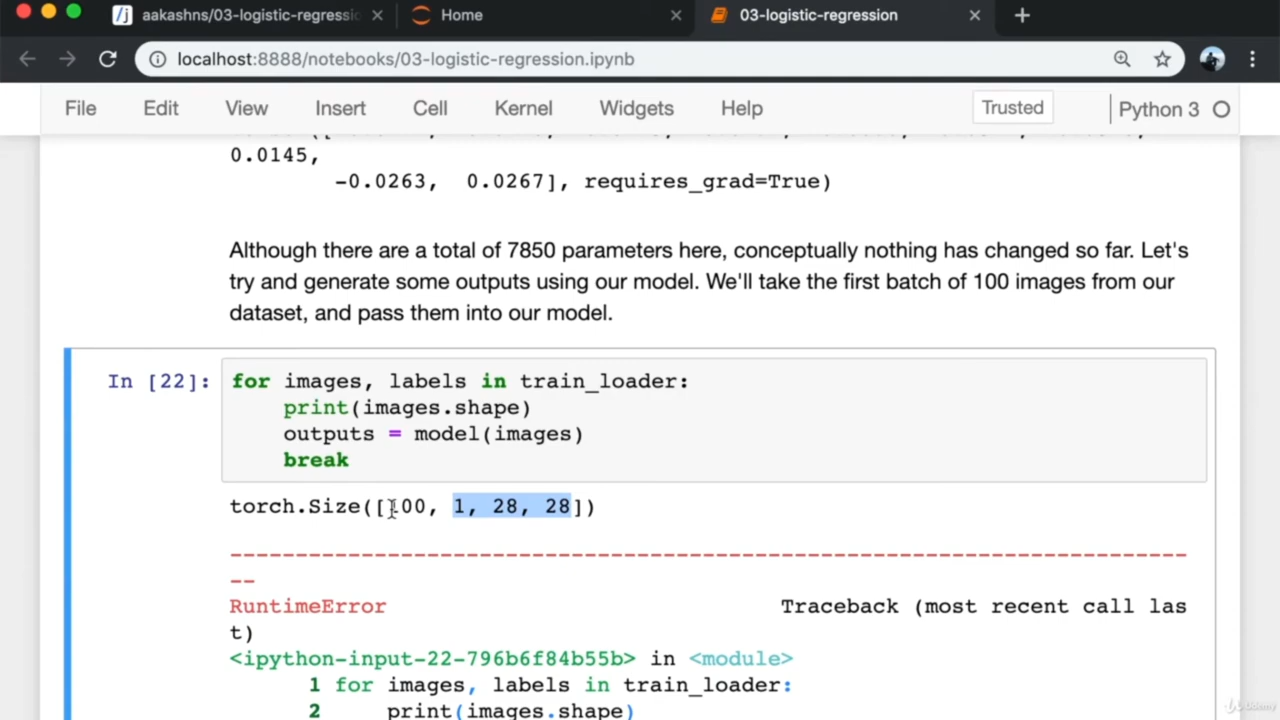 aakashns/03-logistic-regressic
Home
03-logistic-regression
localhost:8888/notebooks/03-logistic-regression.ipynb
File Edit View Insert Cell Kernel Widgets Help Trusted Python 3
0.0145,
-0.0263, 0.0267], requires_grad=True)
Although there are a total of 7850 parameters here, conceptually nothing has changed so far. Let's
try and generate some outputs using our model. We'll take the first batch of 100 images from our
dataset, and pass them into our model.
In [22]: for images, labels in train_loader:
print(images.shape)
outputs = model(images)
break
torch.Size([100, 1, 28, 28])
--------------------------------------------------------------------------
--
RuntimeError Traceback (most recent call las
t)
<ipython-input-22-796b6f84b55b> in <module>
1 for images, labels in train_loader:
2 print(images.shape)
Udemy